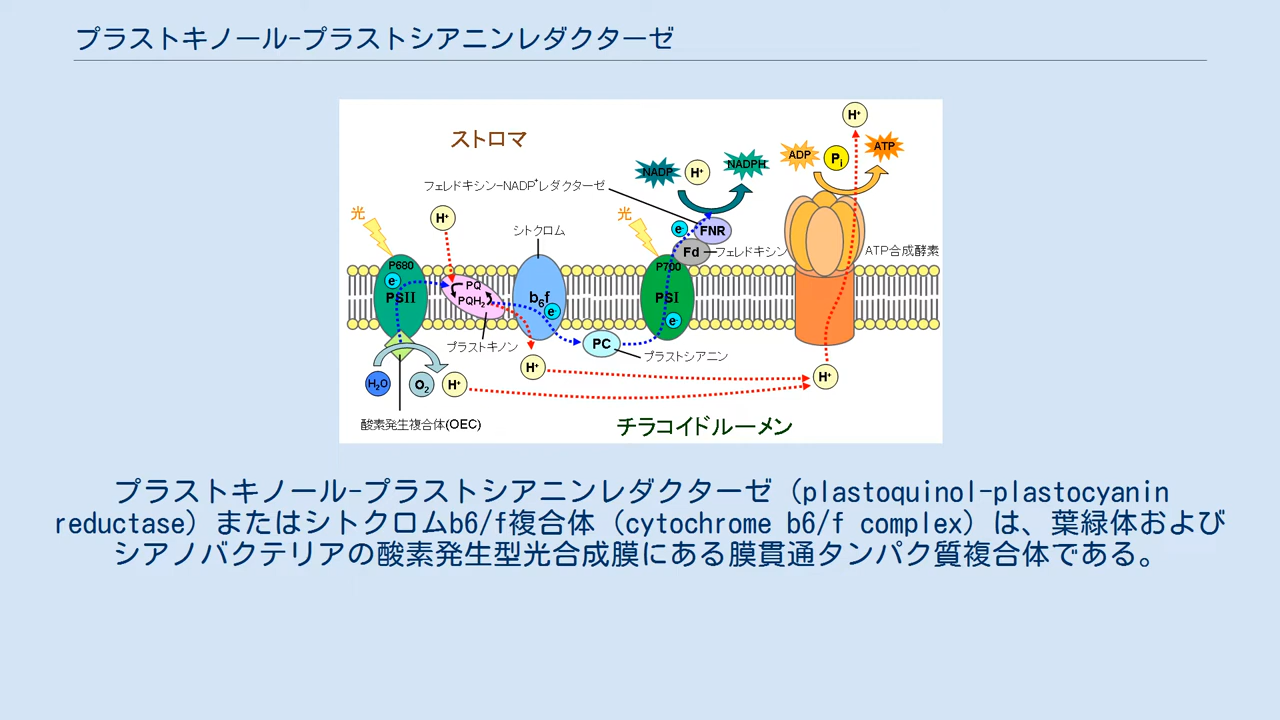 プラストキノール-プラストシアニンレダクターゼ
ストロマ
H⁺
ADP
Pi
ATP
NADP
H⁺
NADPH
フェレドキシン-NADP⁺レダクターゼ
光
H⁺
シトクロム
光
e⁻
FNR
Fd
フェレドキシン
ATP合成酵素
P680
e⁻
PSII
PQ
PQH₂
b₆f
e⁻
P700
PSI
e⁻
プラストキノン
PC
プラストシアニン
H₂O
O₂
H⁺
H⁺
H⁺
酸素発生複合体(OEC)
チラコイドルーメン
プラストキノール-プラストシアニンレダクターゼ（plastoquinol-plastocyanin
reductase）またはシトクロムb6/f複合体（cytochrome b6/f complex）は、葉緑体および
シアノバクテリアの酸素発生型光合成膜にある膜貫通タンパク質複合体である。